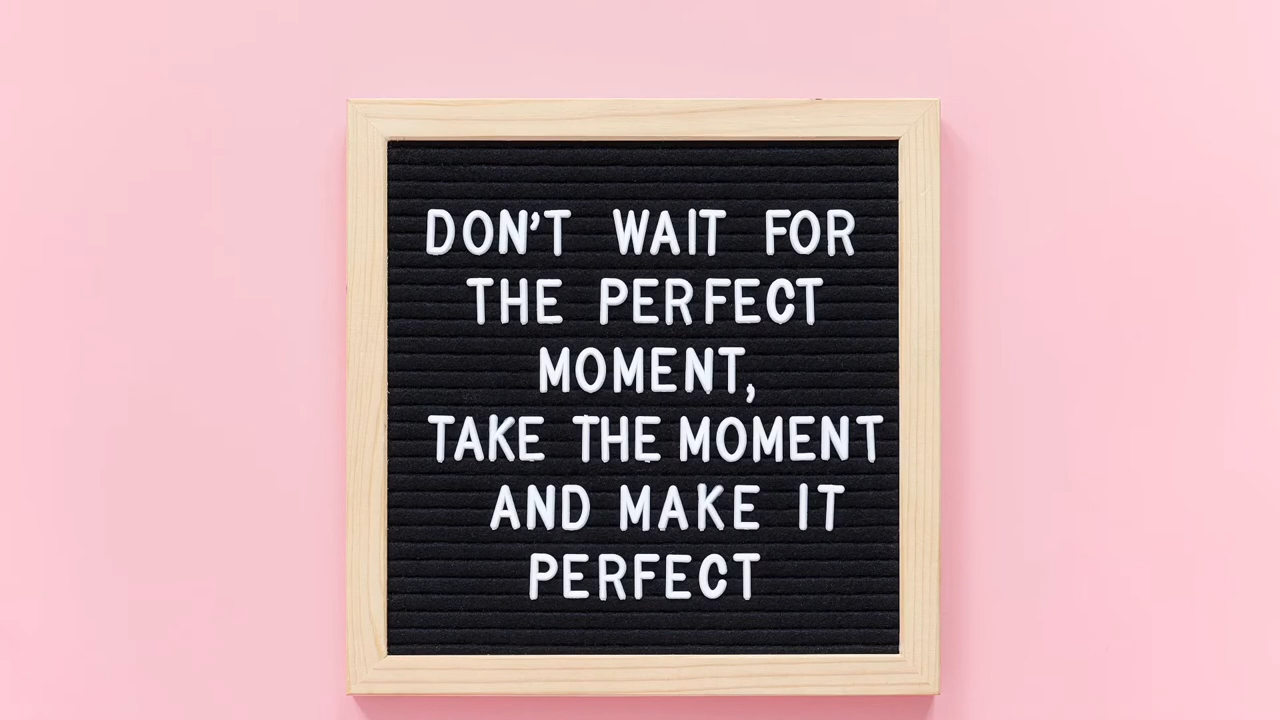 DON'T WAIT FOR
THE PERFECT
MOMENT,
TAKE THE MOMENT
AND MAKE IT
PERFECT